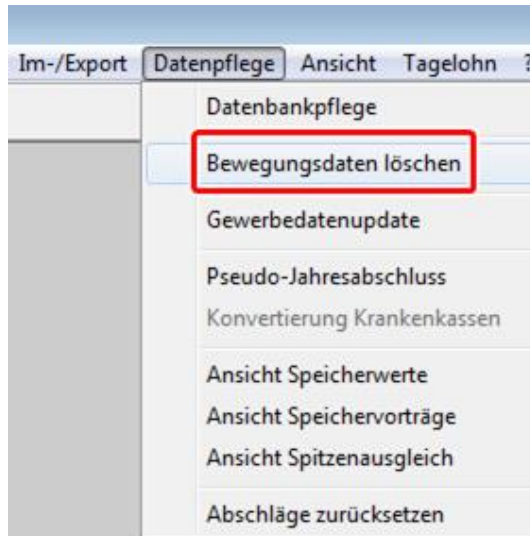 Im-/Export Datenpflege Ansicht Tagelohn ?
Datenbankpflege
Bewegungsdaten löschen
Gewerbedatenupdate
Pseudo-Jahresabschluss
Konvertierung Krankenkassen
Ansicht Speicherwerte
Ansicht Speichervorträge
Ansicht Spitzenausgleich
Abschläge zurücksetzen